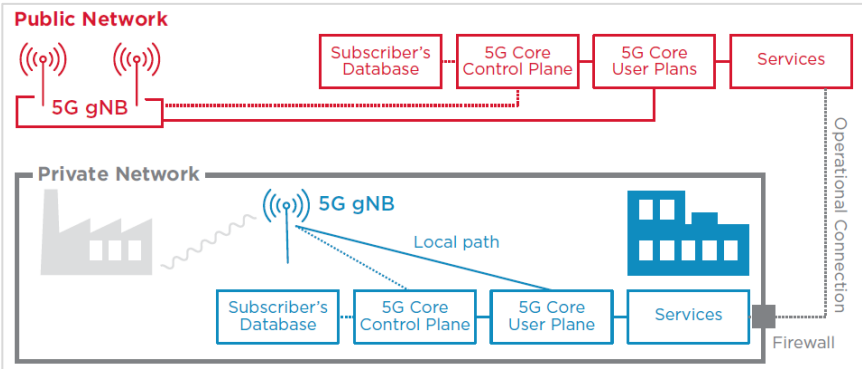 Public Network
Subscriber's
Database
5G Core
Control Plane
5G Core
User Plans
Services
5G gNB
Operational Connection
Private Network
5G gNB
Local path
Subscriber's
Database
5G Core
Control Plane
5G Core
User Plane
Services
Firewall